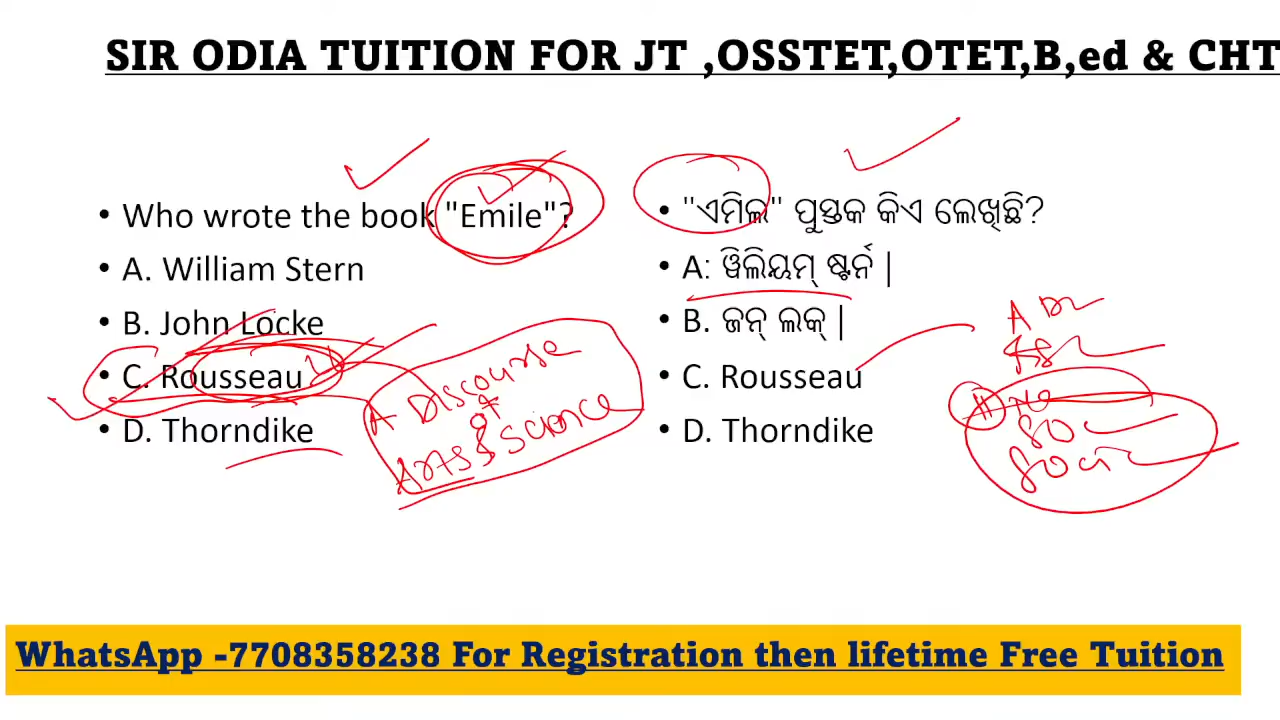 SIR ODIA TUITION FOR JT ,OSSTET,OTET,B,ed & CHT
• Who wrote the book "Emile"?
• A. William Stern
• B. John Locke
• C. Rousseau
• D. Thorndike
A Discourse
of
Arts & Science
• "ଏମିଲ" ପୁସ୍ତକ କିଏ ଲେଖିଛି?
• A: ୱିଲିୟମ୍ ଷ୍ଟର୍ନ |
• B. ଜନ୍ ଲକ୍ |
• C. Rousseau
• D. Thorndike
WhatsApp -7708358238 For Registration then lifetime Free Tuition